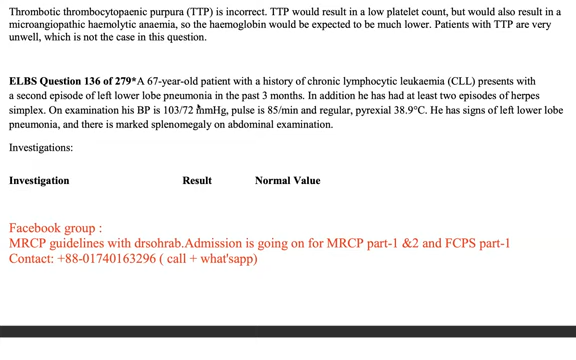 Thrombotic thrombocytopaenic purpura (TTP) is incorrect. TTP would result in a low platelet count, but would also result in a
microangiopathic haemolytic anaemia, so the haemoglobin would be expected to be much lower. Patients with TTP are very
unwell, which is not the case in this question.
ELBS Question 136 of 279*A 67-year-old patient with a history of chronic lymphocytic leukaemia (CLL) presents with
a second episode of left lower lobe pneumonia in the past 3 months. In addition he has had at least two episodes of herpes
simplex. On examination his BP is 103/72 mmHg, pulse is 85/min and regular, pyrexial 38.9°C. He has signs of left lower lobe
pneumonia, and there is marked splenomegaly on abdominal examination.
Investigations:
Investigation Result Normal Value
Facebook group :
MRCP guidelines with drsohrab.Admission is going on for MRCP part-1 &2 and FCPS part-1
Contact: +88-01740163296 ( call + what'sapp)